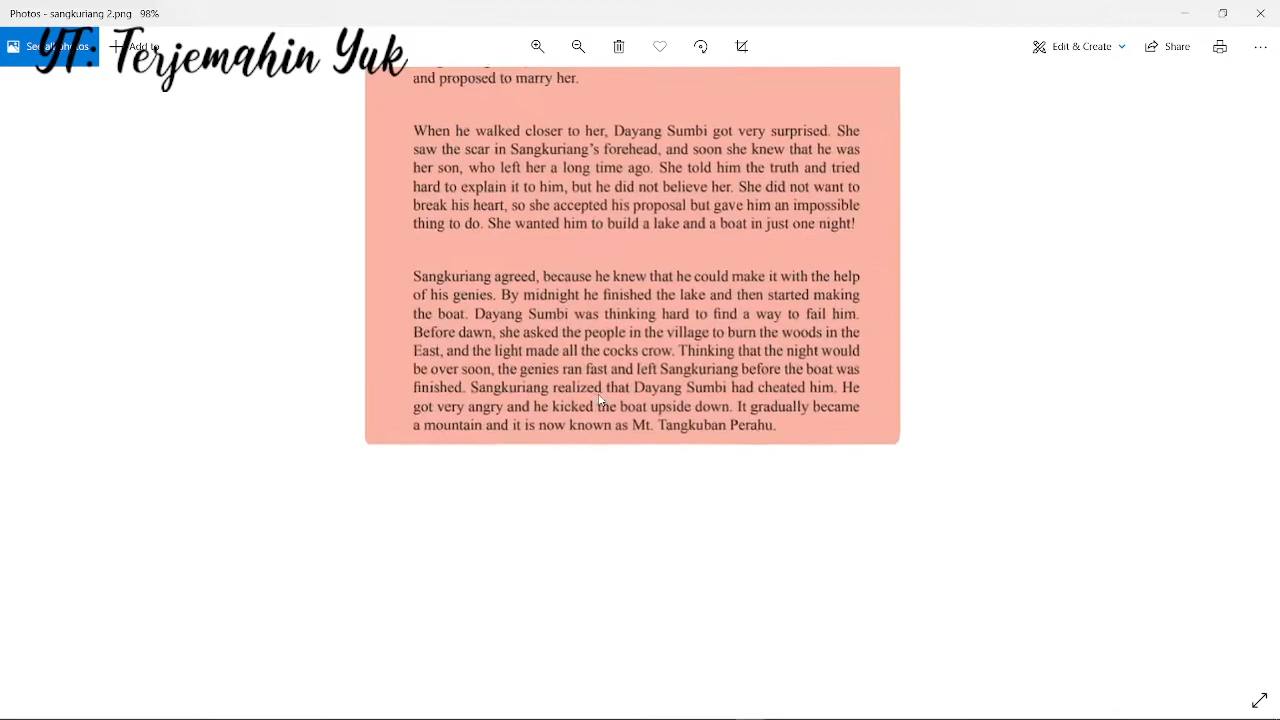 Photos - sangkuriang 2.png 98%
See all photos
Add to
Edit & Create
Share
YT: Terjemahin Yuk
and proposed to marry her.
When he walked closer to her, Dayang Sumbi got very surprised. She
saw the scar in Sangkuriang’s forehead, and soon she knew that he was
her son, who left her a long time ago. She told him the truth and tried
hard to explain it to him, but he did not believe her. She did not want to
break his heart, so she accepted his proposal but gave him an impossible
thing to do. She wanted him to build a lake and a boat in just one night!
Sangkuriang agreed, because he knew that he could make it with the help
of his genies. By midnight he finished the lake and then started making
the boat. Dayang Sumbi was thinking hard to find a way to fail him.
Before dawn, she asked the people in the village to burn the woods in the
East, and the light made all the cocks crow. Thinking that the night would
be over soon, the genies ran fast and left Sangkuriang before the boat was
finished. Sangkuriang realized that Dayang Sumbi had cheated him. He
got very angry and he kicked the boat upside down. It gradually became
a mountain and it is now known as Mt. Tangkuban Perahu.